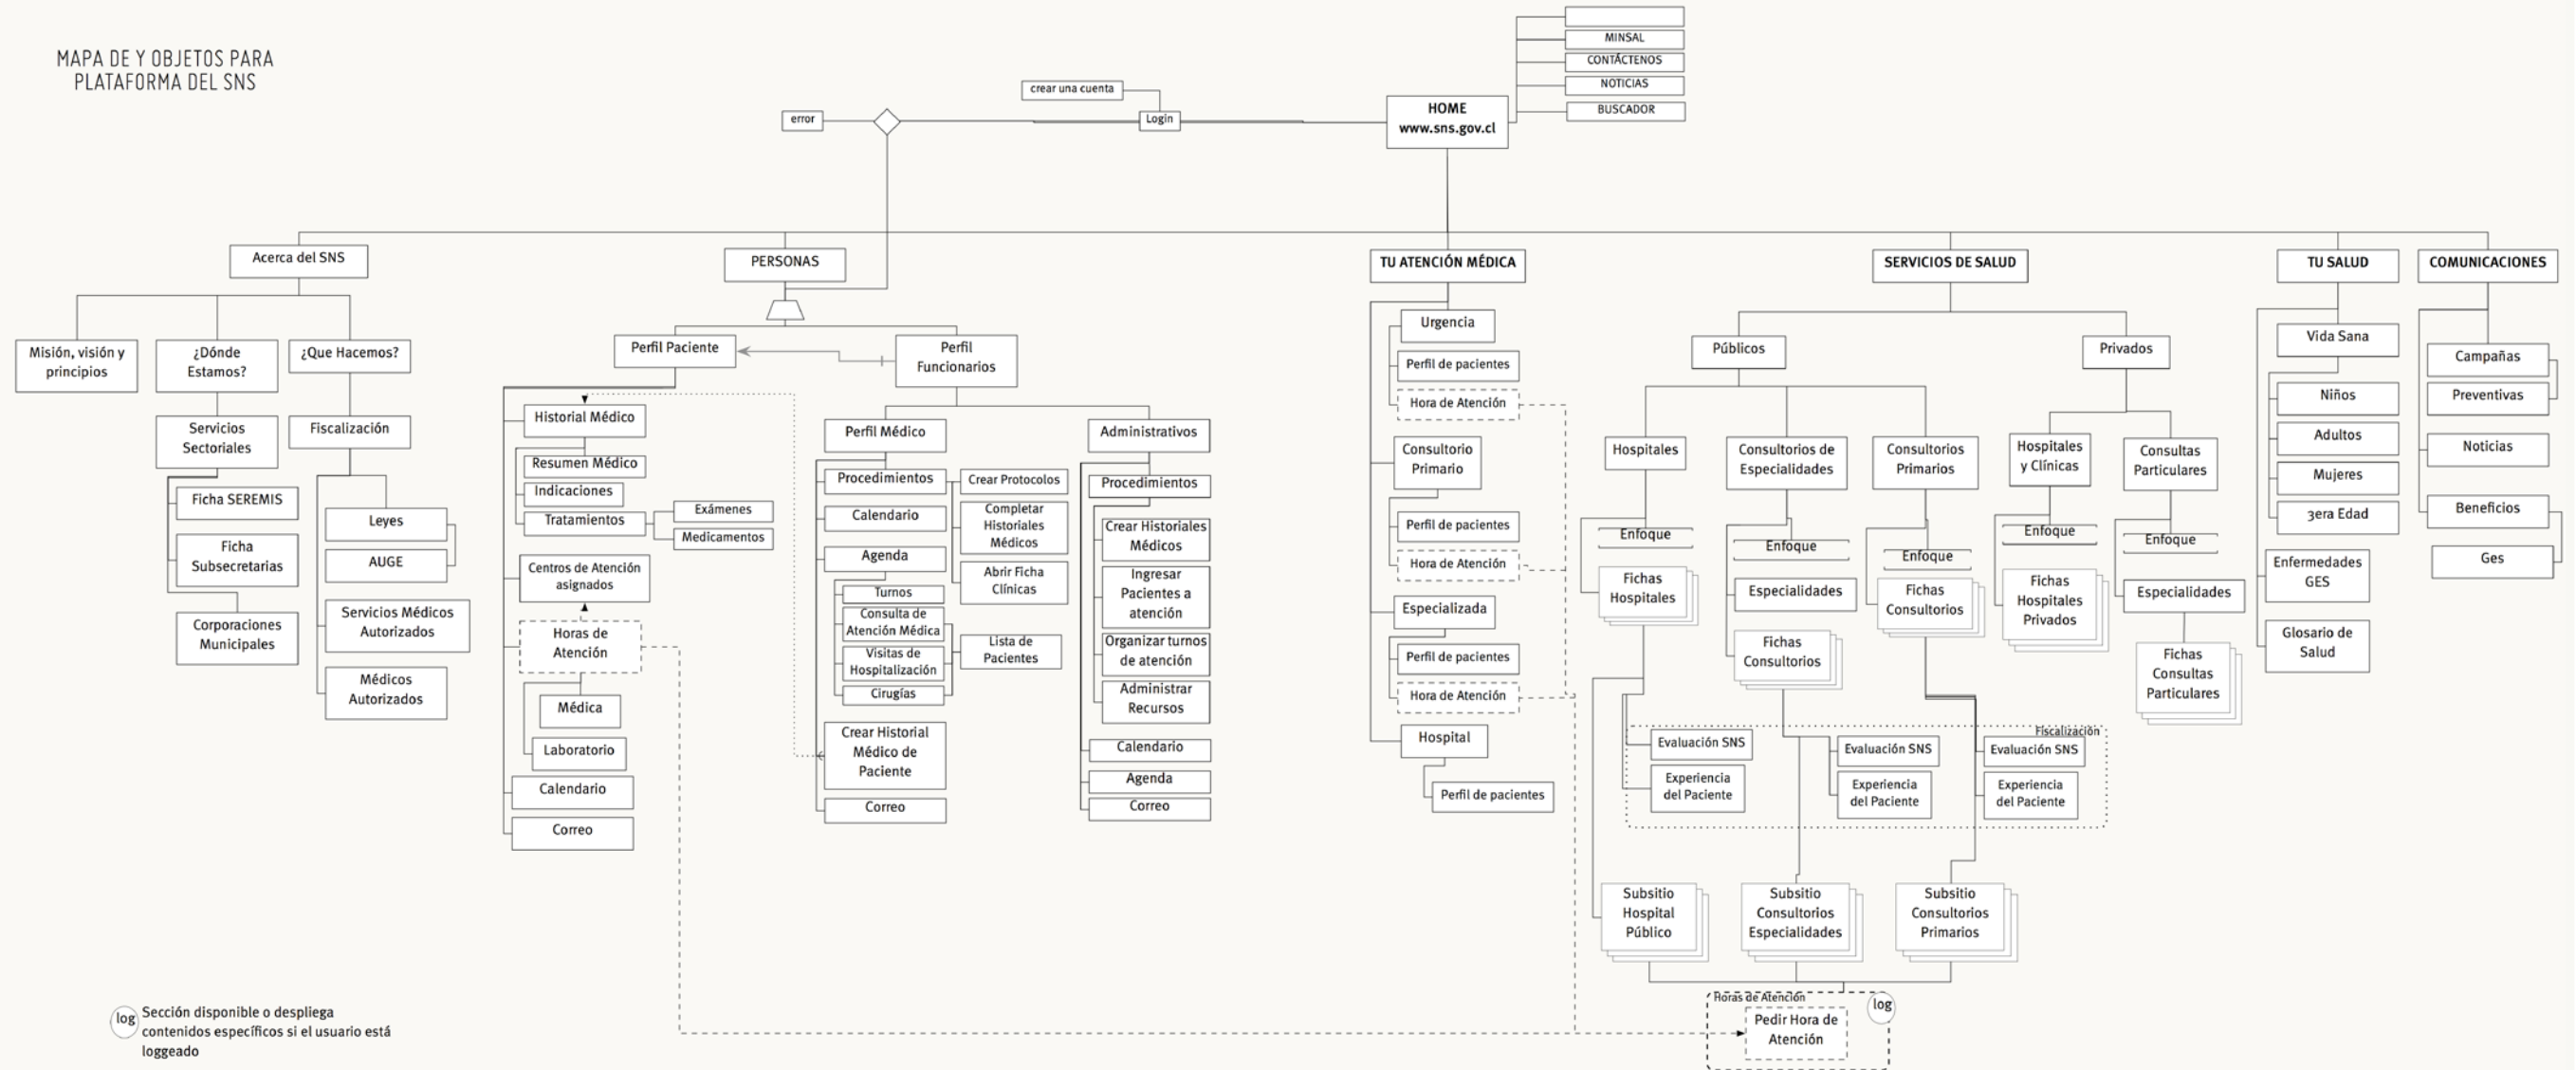 MAPA DE Y OBJETOS PARA
PLATAFORMA DEL SNS
MINSAL
CONTÁCTENOS
NOTICIAS
BUSCADOR
crear una cuenta
error
Login
HOME
www.sns.gov.cl
Acerca del SNS
Misión, visión y
principios
¿Dónde
Estamos?
¿Que Hacemos?
Servicios
Sectoriales
Fiscalización
Ficha SEREMIS
Ficha
Subsecretarias
Corporaciones
Municipales
Leyes
AUGE
Servicios Médicos
Autorizados
Médicos
Autorizados
PERSONAS
Perfil Paciente
Perfil
Funcionarios
Historial Médico
Resumen Médico
Indicaciones
Tratamientos
Exámenes
Medicamentos
Centros de Atención
asignados
Horas de
Atención
Médica
Laboratorio
Calendario
Correo
Perfil Médico
Procedimientos
Crear Protocolos
Completar
Historiales
Médicos
Abrir Ficha
Clínicas
Calendario
Agenda
Turnos
Consulta de
Atención Médica
Visitas de
Hospitalización
Cirugías
Lista de
Pacientes
Crear Historial
Médico de
Paciente
Correo
Administrativos
Procedimientos
Crear Historiales
Médicos
Ingresar
Pacientes a
atención
Organizar turnos
de atención
Administrar
Recursos
Calendario
Agenda
Correo
TU ATENCIÓN MÉDICA
Urgencia
Perfil de pacientes
Hora de Atención
Consultorio
Primario
Perfil de pacientes
Hora de Atención
Especializada
Perfil de pacientes
Hora de Atención
Hospital
Perfil de pacientes
SERVICIOS DE SALUD
Públicos
Privados
Hospitales
Enfoque
Fichas
Hospitales
Consultorios de
Especialidades
Enfoque
Especialidades
Fichas
Consultorios
Consultorios
Primarios
Enfoque
Fichas
Consultorios
Hospitales
y Clínicas
Enfoque
Fichas
Hospitales
Privados
Consultas
Particulares
Enfoque
Especialidades
Fichas
Consultas
Particulares
Fiscalización
Evaluación SNS
Experiencia
del Paciente
Evaluación SNS
Experiencia
del Paciente
Evaluación SNS
Experiencia
del Paciente
Subsitio
Hospital
Público
Subsitio
Consultorios
Especialidades
Subsitio
Consultorios
Primarios
Horas de Atención
log
Pedir Hora de
Atención
TU SALUD
Vida Sana
Niños
Adultos
Mujeres
3era Edad
Enfermedades
GES
Glosario de
Salud
COMUNICACIONES
Campañas
Preventivas
Noticias
Beneficios
Ges
log
Sección disponible o despliega
contenidos específicos si el usuario está
loggeado